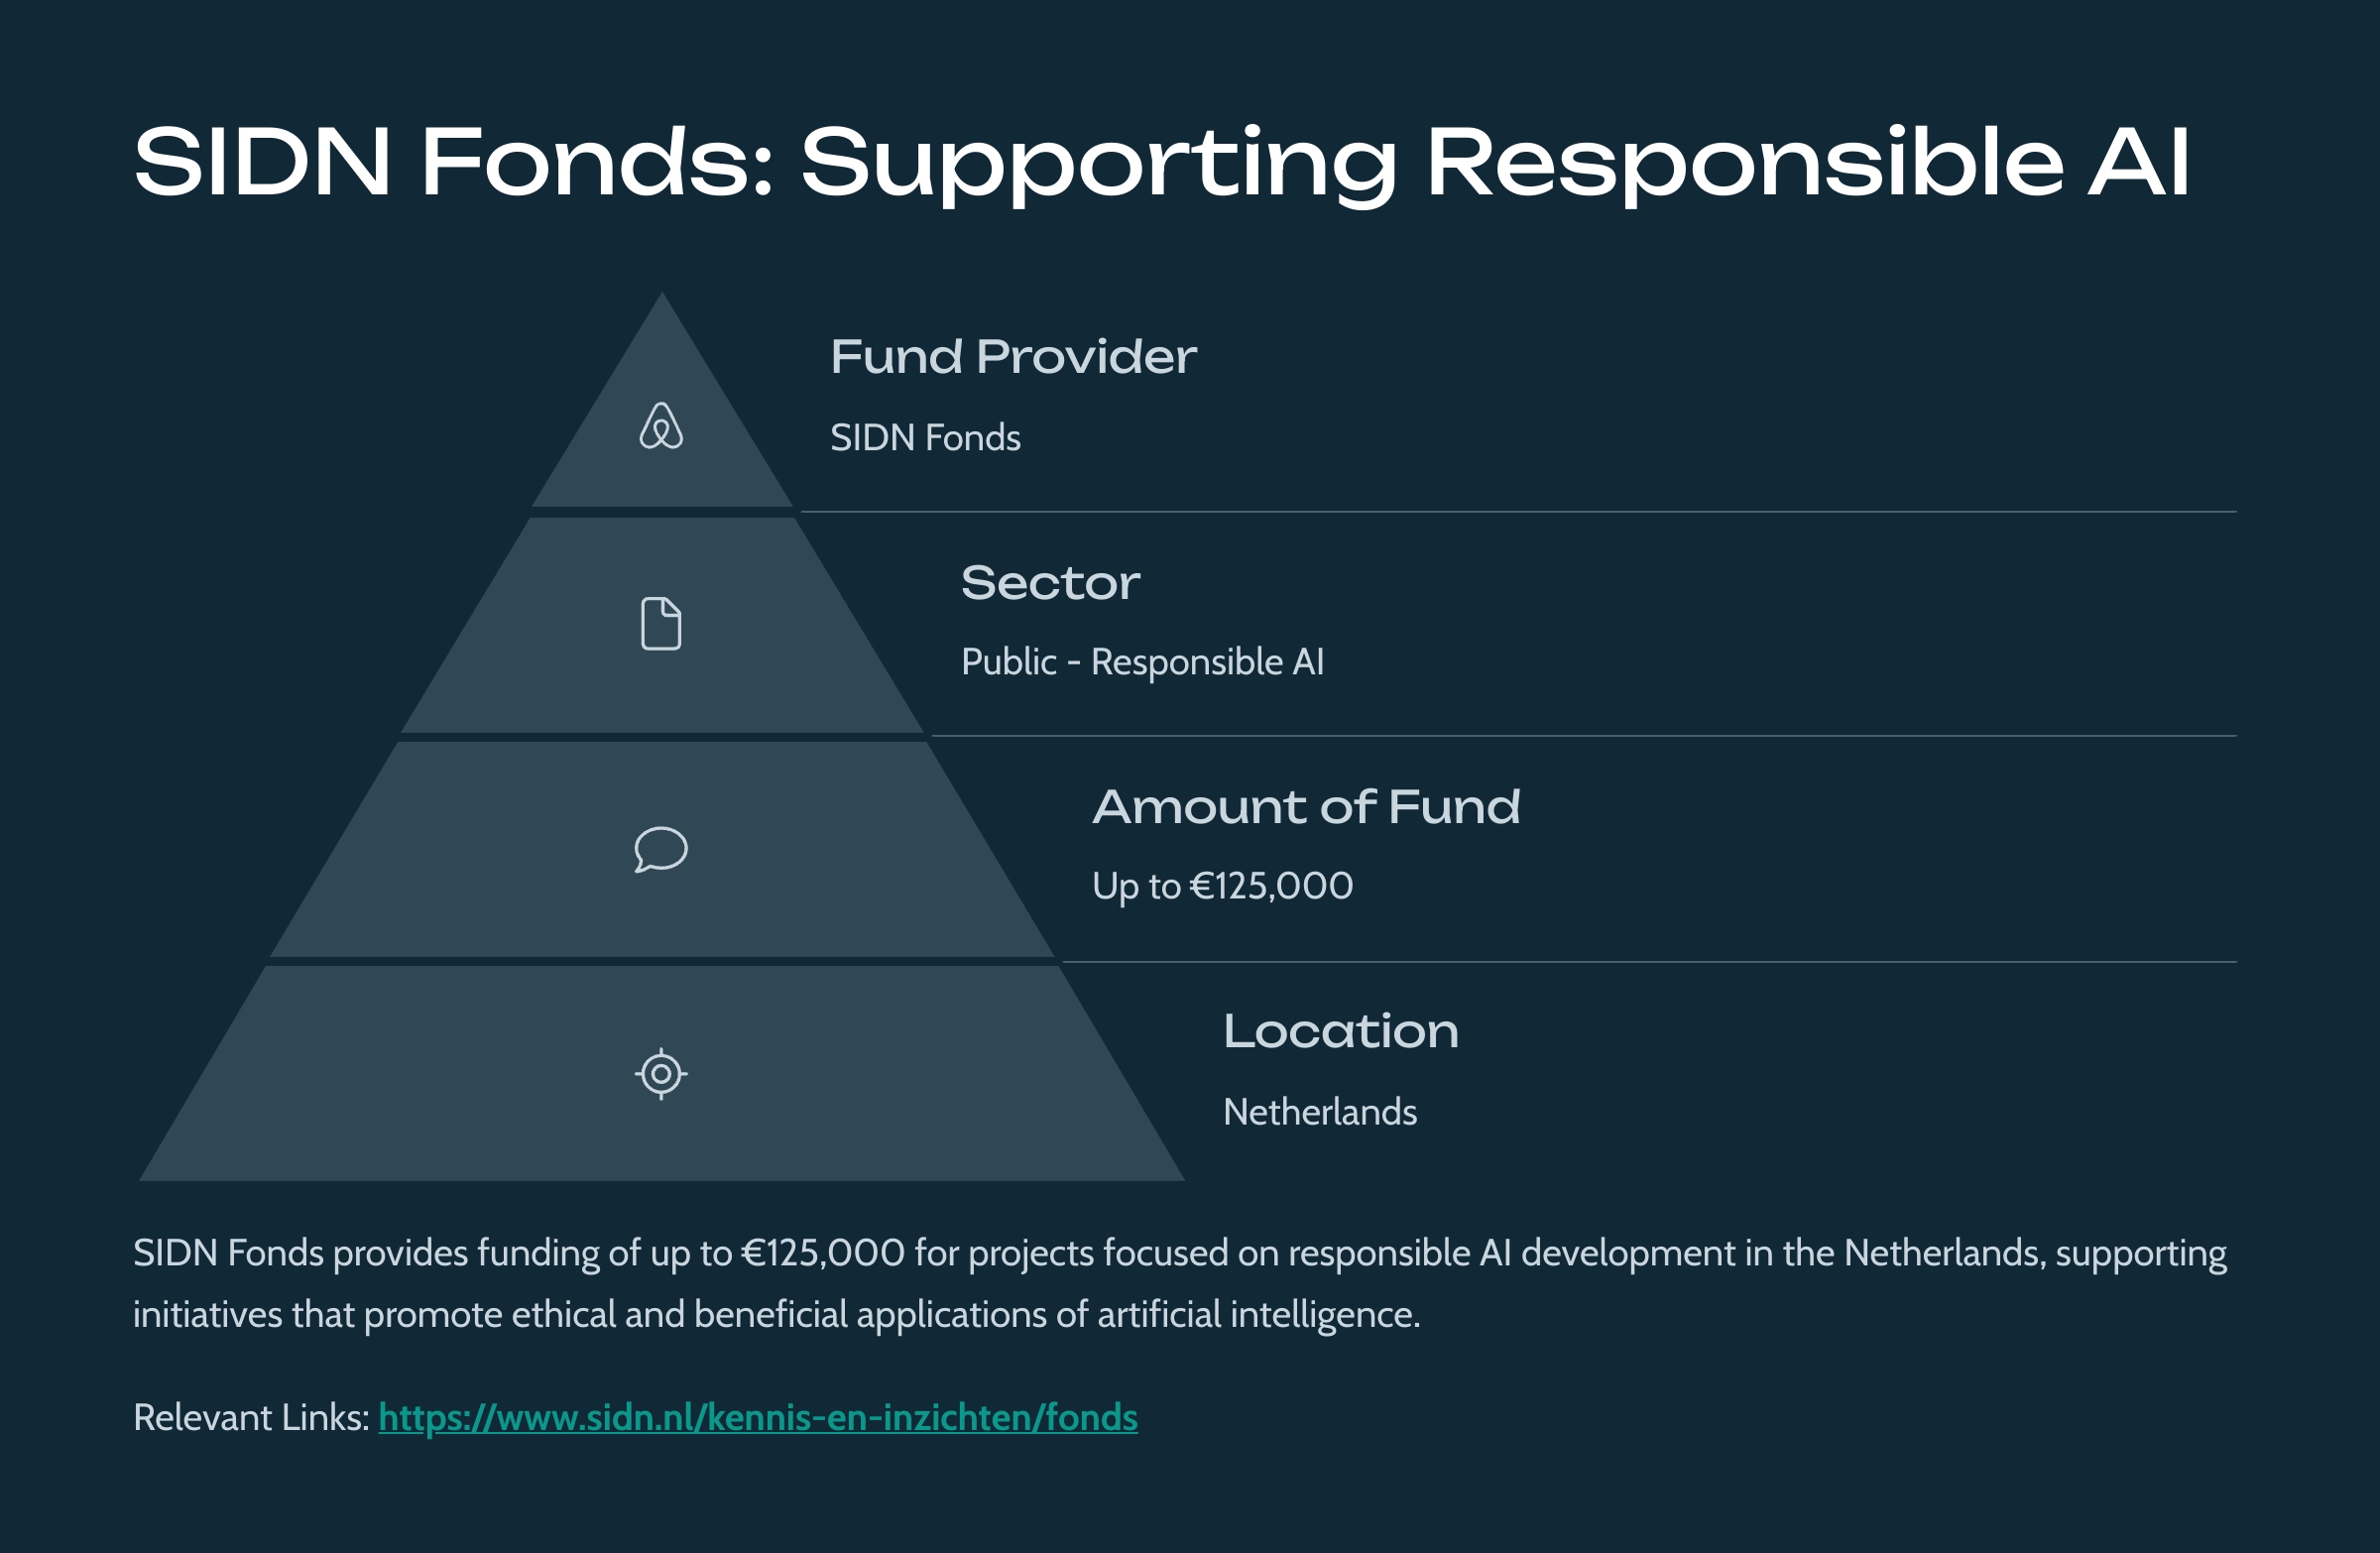 SIDN Fonds: Supporting Responsible AI
Fund Provider
SIDN Fonds
Sector
Public - Responsible AI
Amount of Fund
Up to €125,000
Location
Netherlands
SIDN Fonds provides funding of up to €125,000 for projects focused on responsible AI development in the Netherlands, supporting
initiatives that promote ethical and beneficial applications of artificial intelligence.
Relevant Links: https://www.sidn.nl/kennis-en-inzichten/fonds